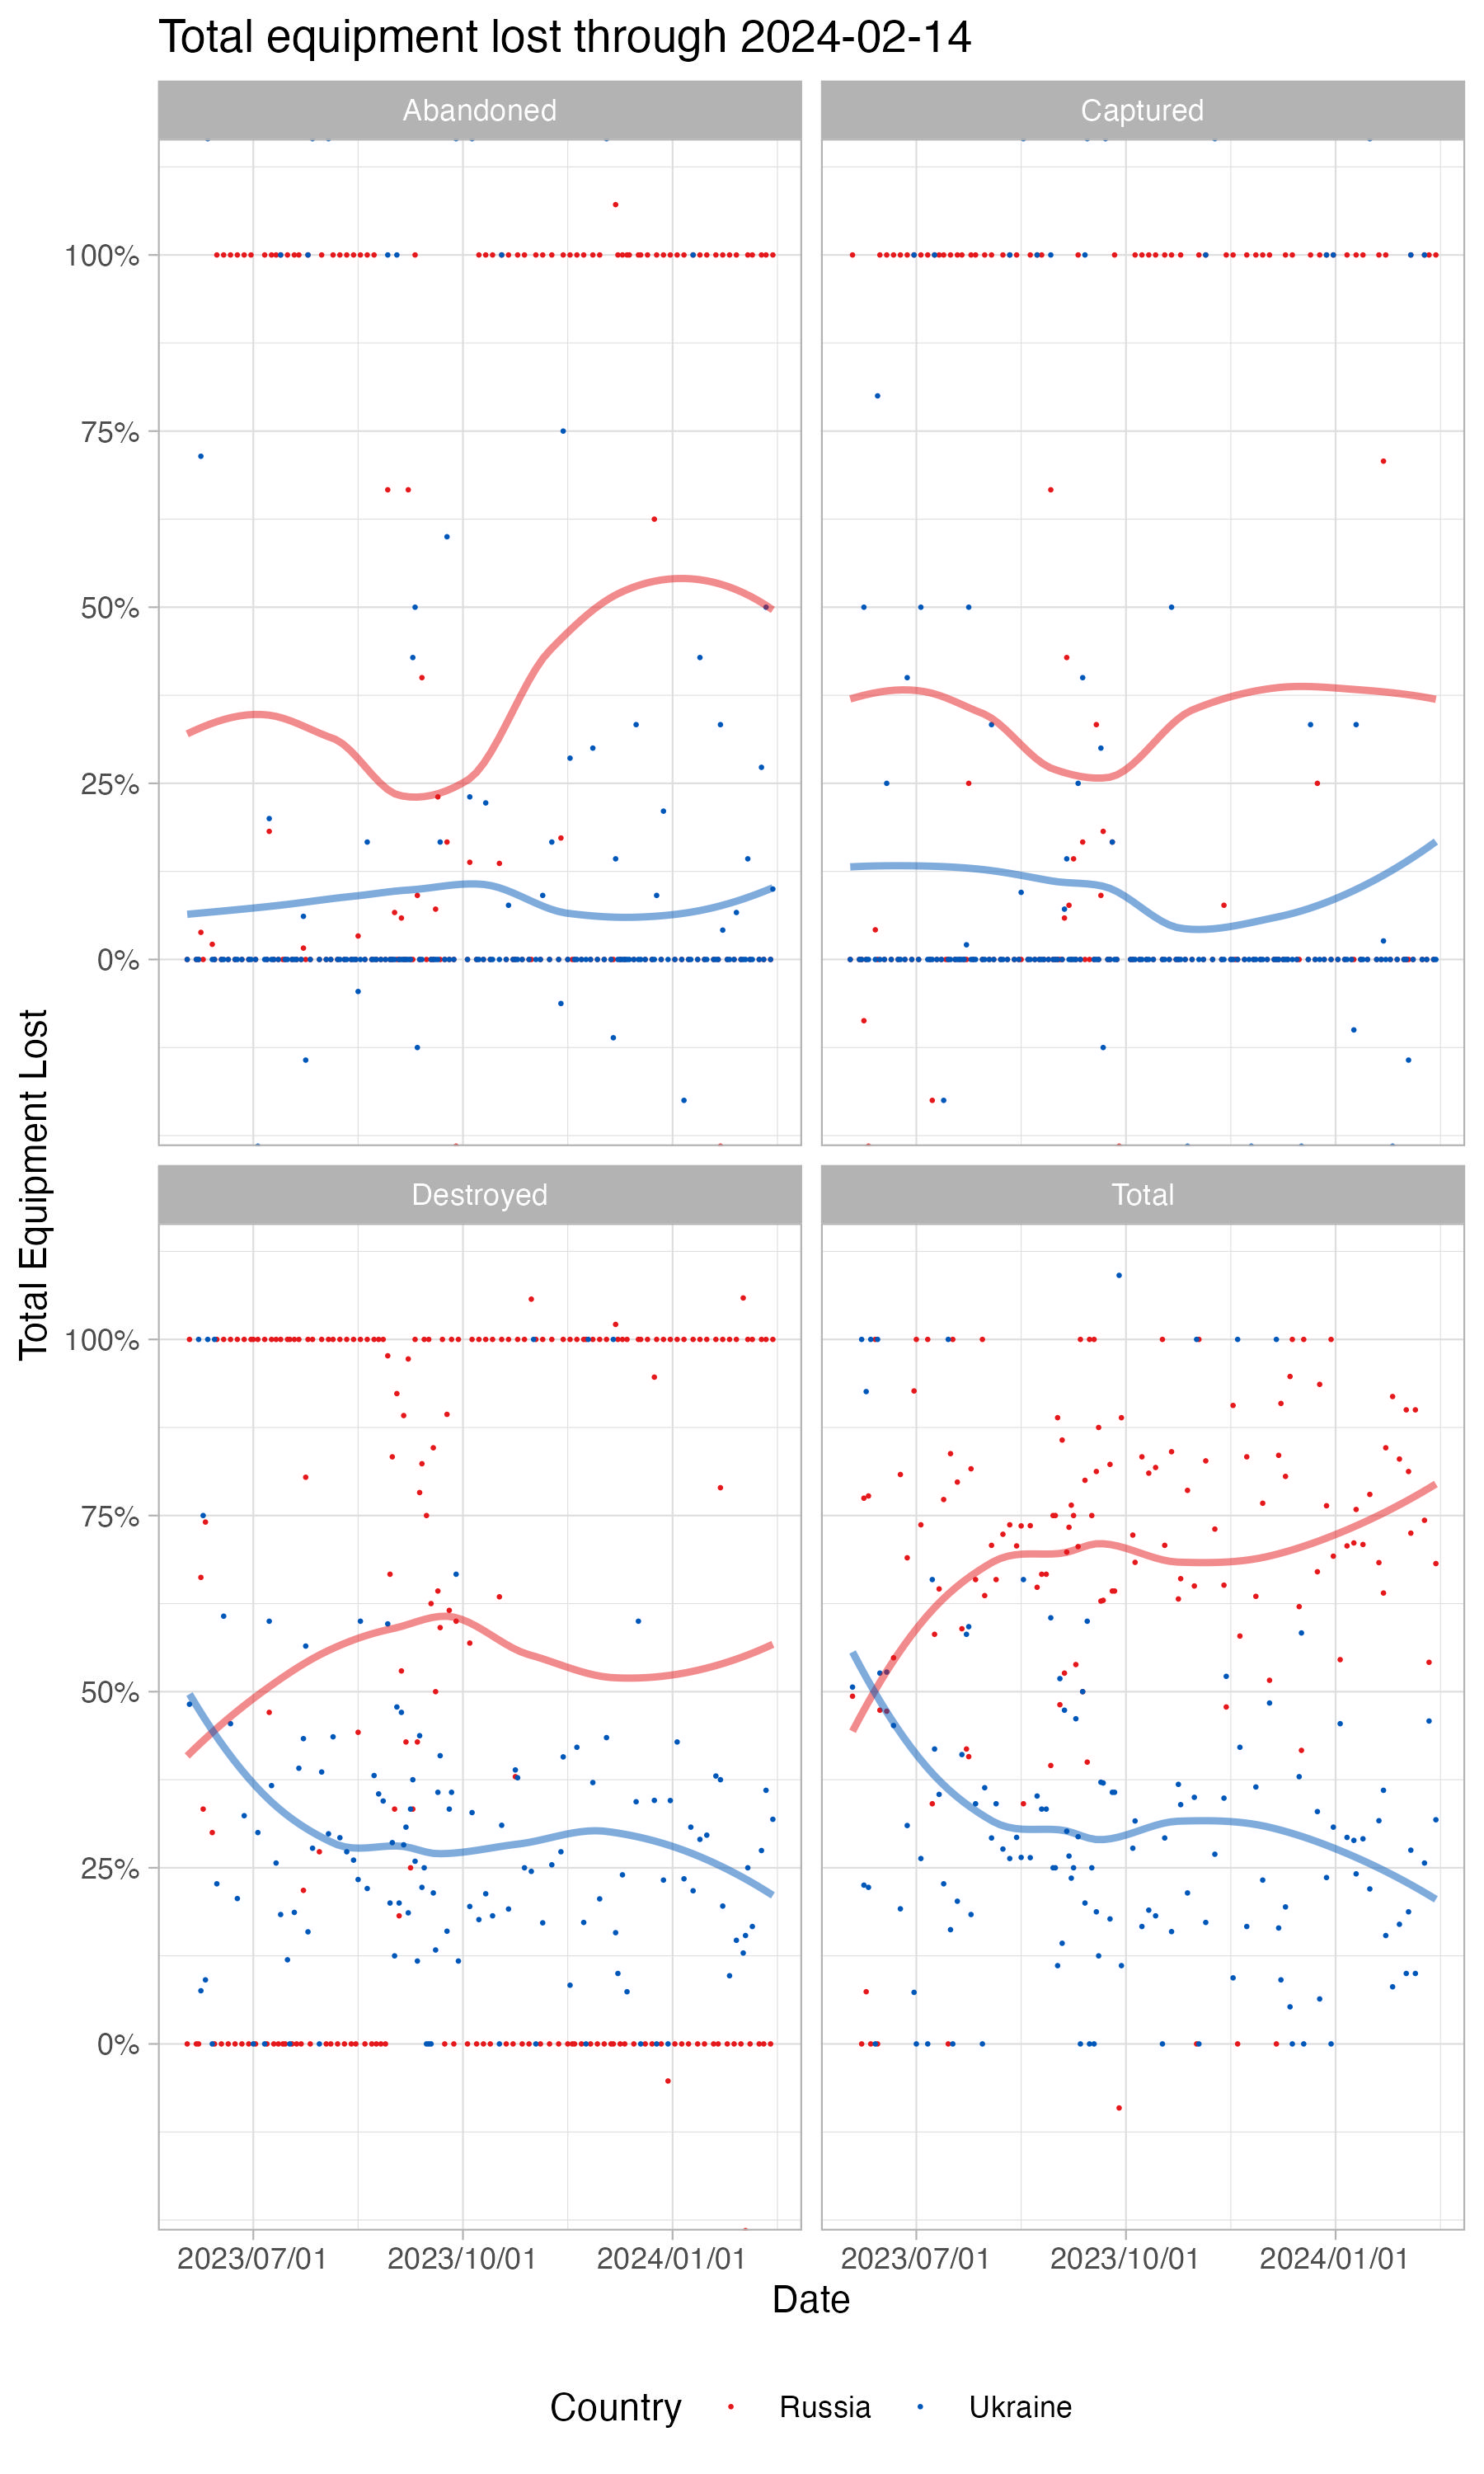 Total equipment lost through 2024-02-14
Abandoned
Captured
100%
75%
50%
25%
0%
Total Equipment Lost
Destroyed
Total
100%
75%
50%
25%
0%
2023/07/01
2023/10/01
2024/01/01
2023/07/01
2023/10/01
2024/01/01
Date
Country
Russia
Ukraine